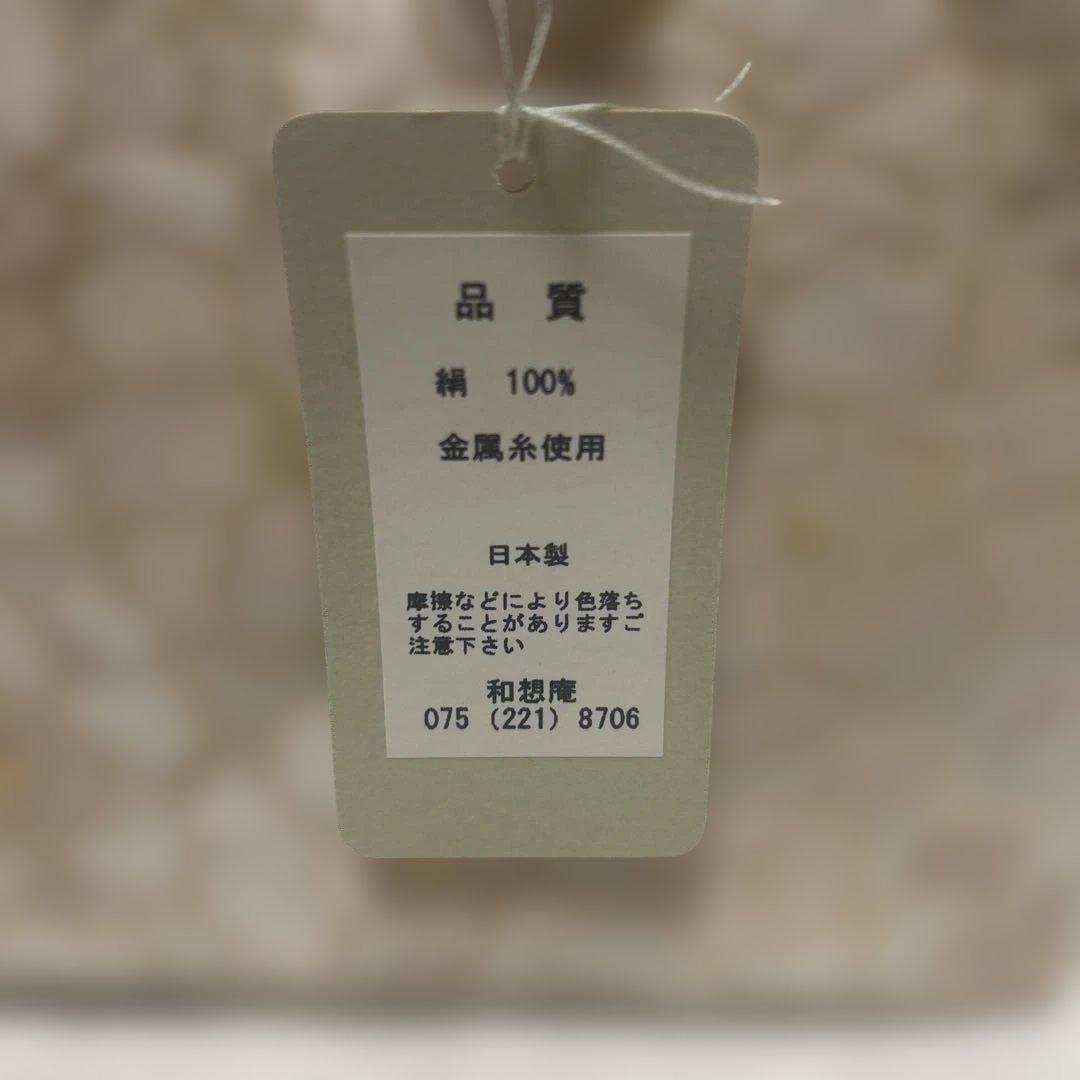 品　質
絹　100%
金属糸使用
日本製
摩擦などにより色落ち
することがありますご
注意下さい
和想庵
075 (221) 8706